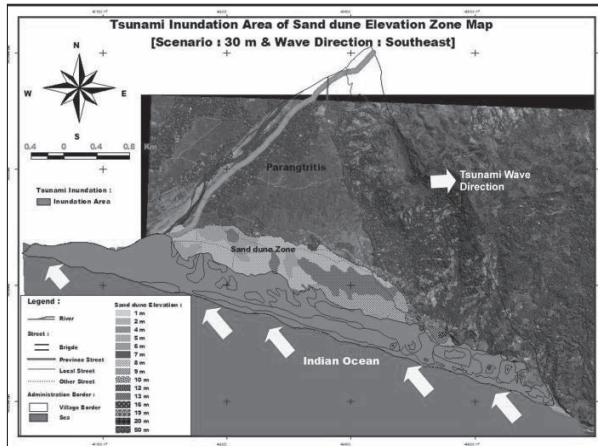 Tsunami Inundation Area of Sand dune Elevation Zone Map
[Scenario : 30 m & Wave Direction : Southeast]
N
W
E
S
0.4
0
0.4
0.8
Km
Tsunami Inundation :
Inundation Area
Parangtritis
Tsunami Wave
Direction
Sand dune Zone
Indian Ocean
Legend :
River
Street :
Brigde
Province Street
Local Street
Other Street
Administration Border :
Village Border
Sea
Sand dune Elevation :
1 m
2 m
4 m
5 m
6 m
7 m
8 m
9 m
10 m
12 m
13 m
16 m
19 m
20 m
50 m